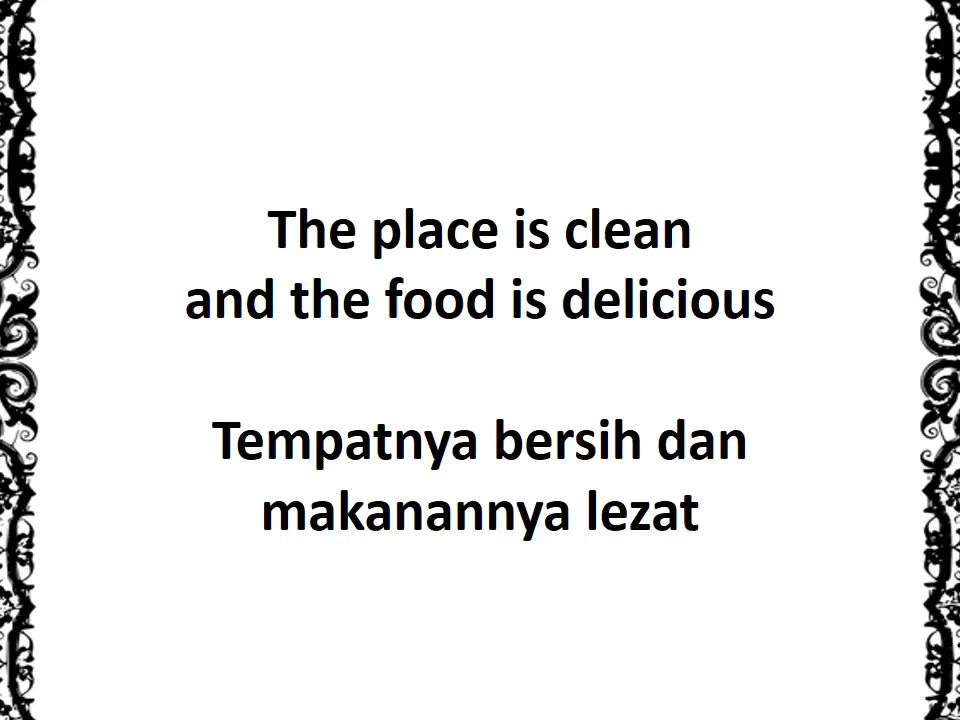 The place is clean
and the food is delicious
Tempatnya bersih dan
makanannya lezat